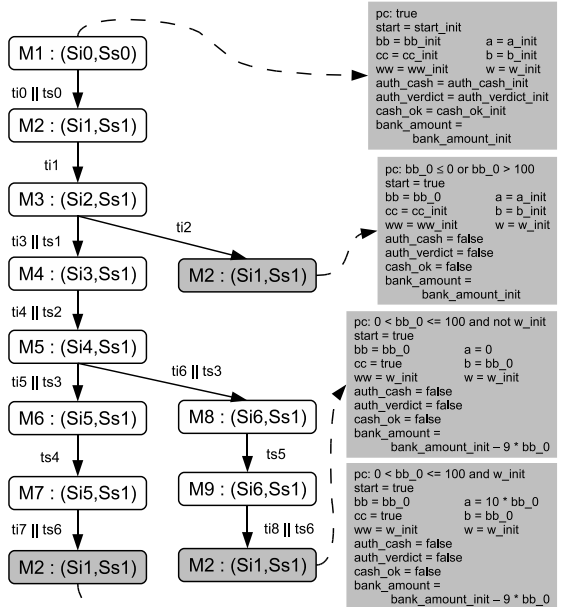 M1 : (Si0,Ss0)
ti0 || ts0
M2 : (Si1,Ss1)
ti1
M3 : (Si2,Ss1)
ti3 || ts1
ti2
M4 : (Si3,Ss1)
M2 : (Si1,Ss1)
ti4 || ts2
M5 : (Si4,Ss1)
ti5 || ts3
ti6 || ts3
M6 : (Si5,Ss1)
M8 : (Si6,Ss1)
ts4
ts5
M7 : (Si5,Ss1)
M9 : (Si6,Ss1)
ti7 || ts6
ti8 || ts6
M2 : (Si1,Ss1)
M2 : (Si1,Ss1)
pc: true
start = start_init
bb = bb_init a = a_init
cc = cc_init b = b_init
ww = ww_init w = w_init
auth_cash = auth_cash_init
auth_verdict = auth_verdict_init
cash_ok = cash_ok_init
bank_amount =
bank_amount_init
pc: bb_0 ≤ 0 or bb_0 > 100
start = true
bb = bb_0 a = a_init
cc = cc_init b = b_init
ww = ww_init w = w_init
auth_cash = false
auth_verdict = false
cash_ok = false
bank_amount =
bank_amount_init
pc: 0 < bb_0 <= 100 and not w_init
start = true
bb = bb_0 a = 0
cc = true b = bb_0
ww = w_init w = w_init
auth_cash = false
auth_verdict = false
cash_ok = false
bank_amount =
bank_amount_init – 9 * bb_0
pc: 0 < bb_0 <= 100 and w_init
start = true
bb = bb_0 a = 10 * bb_0
cc = true b = bb_0
ww = w_init w = w_init
auth_cash = false
auth_verdict = false
cash_ok = false
bank_amount =
bank_amount_init – 9 * bb_0